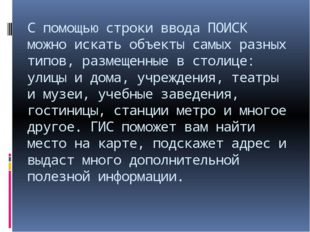 С помощью строки ввода ПОИСК
можно искать объекты самых разных
типов, размещенные в столице:
улицы и дома, учреждения, театры
и музеи, учебные заведения,
гостиницы, станции метро и многое
другое. ГИС поможет вам найти
место на карте, подскажет адрес и
выдаст много дополнительной
полезной информации.